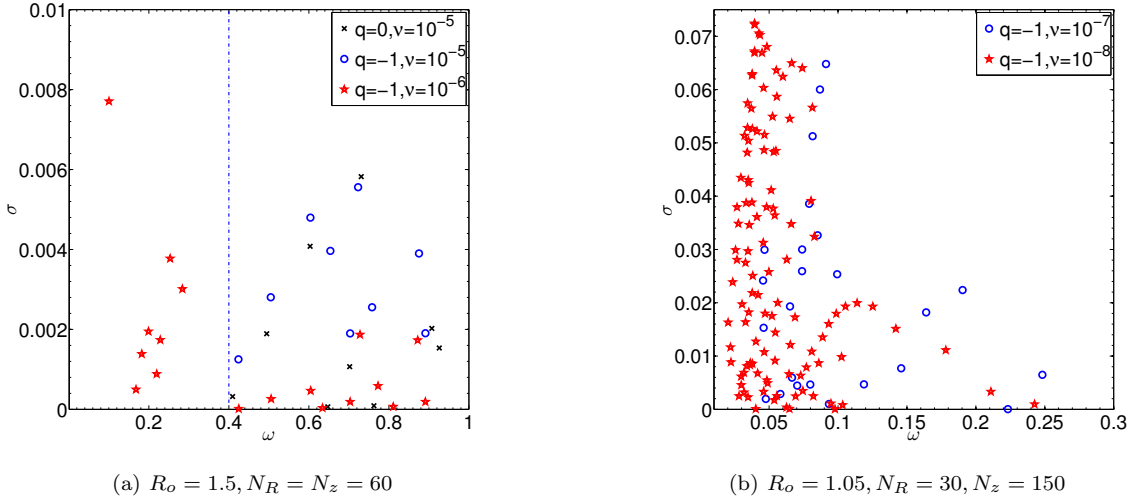 0.01
0.008
0.006
0.004
0.002
0
σ
0.2 0.4 0.6 0.8 1
ω
q=0,ν=10⁻⁵
q=−1,ν=10⁻⁵
q=−1,ν=10⁻⁶
(a) Rₒ = 1.5, N_R = N_z = 60
0.07
0.06
0.05
0.04
0.03
0.02
0.01
0
σ
0.05 0.1 0.15 0.2 0.25 0.3
ω
q=−1,ν=10⁻⁷
q=−1,ν=10⁻⁸
(b) Rₒ = 1.05, N_R = 30, N_z = 150